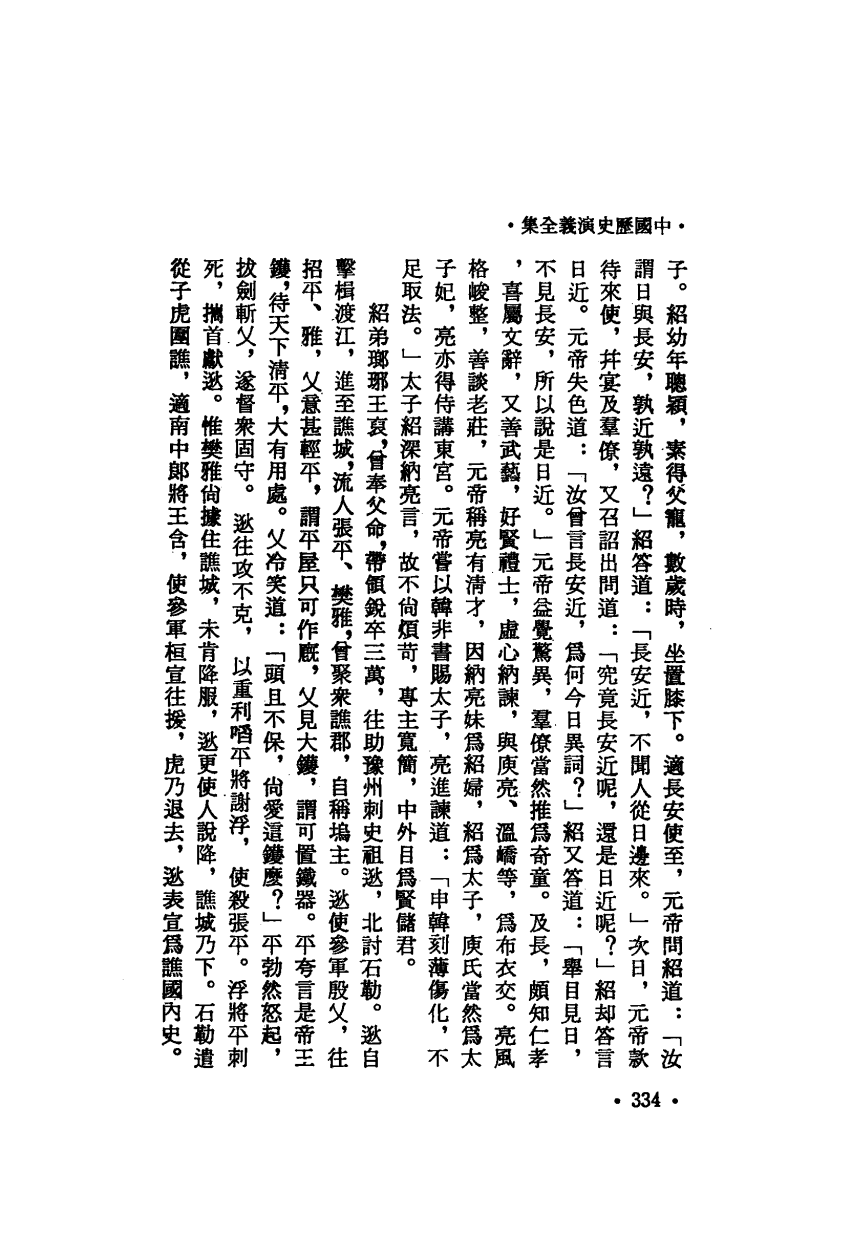 ·中國歷史演義全集·
子。紹幼年聰穎，素得父寵，數歲時，坐置膝下。適長安使至，元帝問紹道：「汝
謂日與長安，孰近孰遠？」紹答道：「長安近，不聞人從日邊來。」次日，元帝款
待來使，幷宴及羣僚，又召詔出問道：「究竟長安近呢，還是日近呢？」紹却答言
日近。元帝失色道：「汝曾言長安近，爲何今日異詞？」紹又答道：「舉目見日，
不見長安，所以說是日近。」元帝益覺驚異，羣僚當然推爲奇童。及長，頗知仁孝
，喜屬文辭，又善武藝，好賢禮士，虛心納諫，與庾亮、溫嶠等，爲布衣交。亮風
格峻整，善談老莊，元帝稱亮有清才，因納亮妹爲紹婦，紹爲太子，庾氏當然爲太
子妃，亮亦得侍講東宮。元帝嘗以韓非書賜太子，亮進諫道：「申韓刻薄傷化，不
足取法。」太子紹深納亮言，故不尙煩苛，專主寬簡，中外目爲賢儲君。
紹弟瑯琊王裒，曾奉父命，帶領銳卒三萬，往助豫州刺史祖逖，北討石勒。逖自
擊楫渡江，進至譙城，流人張平、樊雅，曾聚衆譙郡，自稱塢主。逖使參軍殷乂，往
招平、雅，乂意甚輕平，謂平屋只可作廐，乂見大鑊，謂可置鐵器。平夸言是帝王
鑊，待天下清平，大有用處。乂冷笑道：「頭且不保，尙愛這鑊麼？」平勃然怒起，
拔劍斬乂，遂督衆固守。逖往攻不克，以重利啗平將謝浮，使殺張平。浮將平刺
死，攜首獻逖。惟樊雅尙據住譙城，未肯降服，逖更使人說降，譙城乃下。石勒遣
從子虎圍譙，適南中郎將王含，使參軍桓宣往援，虎乃退去，逖表宣爲譙國內史。
·334·